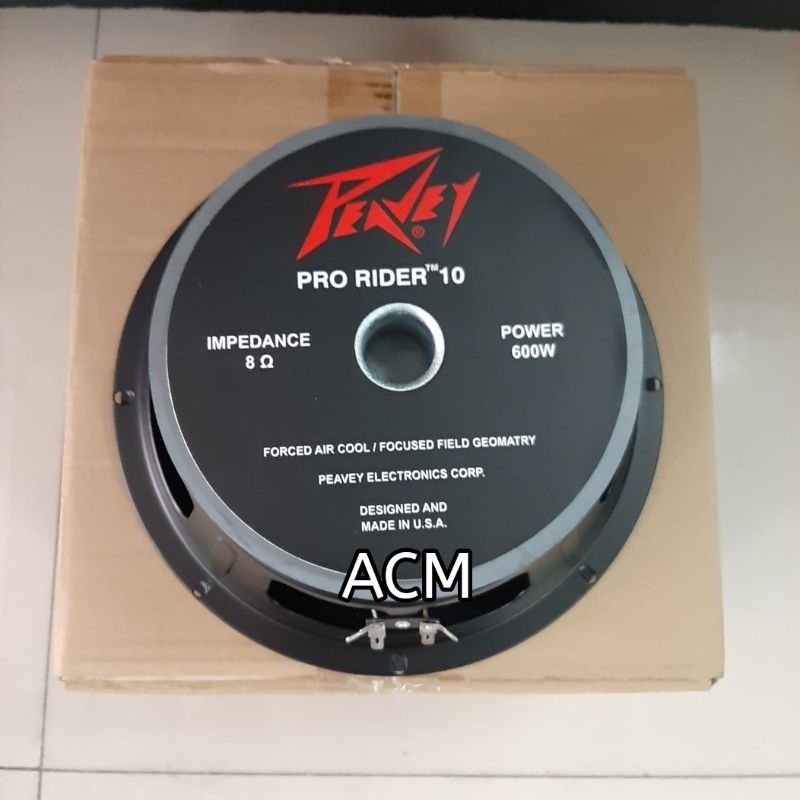 PEAVEY®
PRO RIDER™10
IMPEDANCE
8 Ω
POWER
600W
FORCED AIR COOL / FOCUSED FIELD GEOMATRY
PEAVEY ELECTRONICS CORP.
DESIGNED AND
MADE IN U.S.A.
ACM